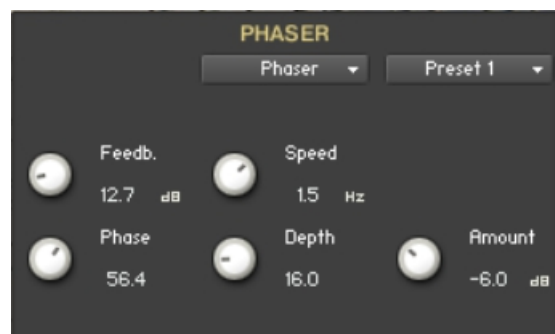 PHASER
Phaser Preset 1
Feedb. Speed
12.7 dB 1.5 Hz
Phase Depth Amount
56.4 16.0 -6.0 dB